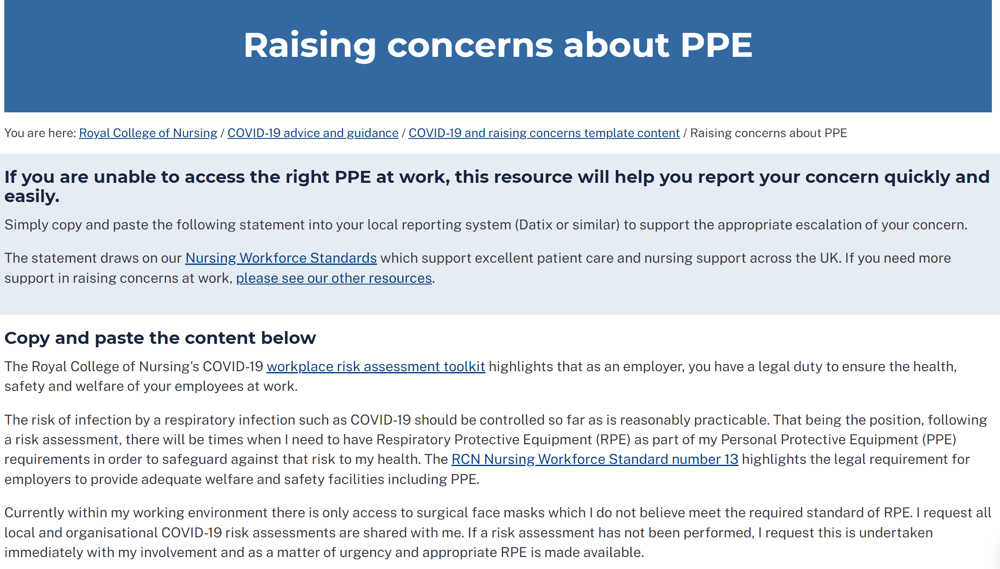 Raising concerns about PPE
You are here: Royal College of Nursing / COVID-19 advice and guidance / COVID-19 and raising concerns template content / Raising concerns about PPE
If you are unable to access the right PPE at work, this resource will help you report your concern quickly and
easily.
Simply copy and paste the following statement into your local reporting system (Datix or similar) to support the appropriate escalation of your concern.
The statement draws on our Nursing Workforce Standards which support excellent patient care and nursing support across the UK. If you need more
support in raising concerns at work, please see our other resources.
Copy and paste the content below
The Royal College of Nursing's COVID-19 workplace risk assessment toolkit highlights that as an employer, you have a legal duty to ensure the health,
safety and welfare of your employees at work.
The risk of infection by a respiratory infection such as COVID-19 should be controlled so far as is reasonably practicable. That being the position, following
a risk assessment, there will be times when I need to have Respiratory Protective Equipment (RPE) as part of my Personal Protective Equipment (PPE)
requirements in order to safeguard against that risk to my health. The RCN Nursing Workforce Standard number 13 highlights the legal requirement for
employers to provide adequate welfare and safety facilities including PPE.
Currently within my working environment there is only access to surgical face masks which I do not believe meet the required standard of RPE. I request all
local and organisational COVID-19 risk assessments are shared with me. If a risk assessment has not been performed, I request this is undertaken
immediately with my involvement and as a matter of urgency and appropriate RPE is made available.